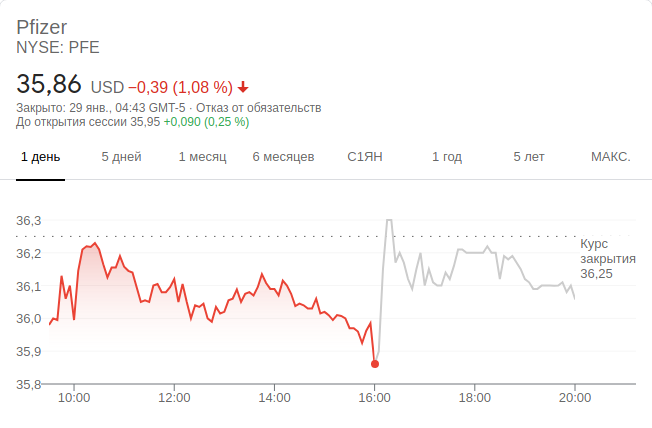 Pfizer
NYSE: PFE
35,86 USD −0,39 (1,08 %)
Закрыто: 29 янв., 04:43 GMT-5 · Отказ от обязательств
До открытия сессии 35,95 +0,090 (0,25 %)
1 день 5 дней 1 месяц 6 месяцев С1ЯН 1 год 5 лет МАКС.
36,3
Курс
закрытия
36,25
36,2
36,1
36,0
35,9
35,8
10:00 12:00 14:00 16:00 18:00 20:00